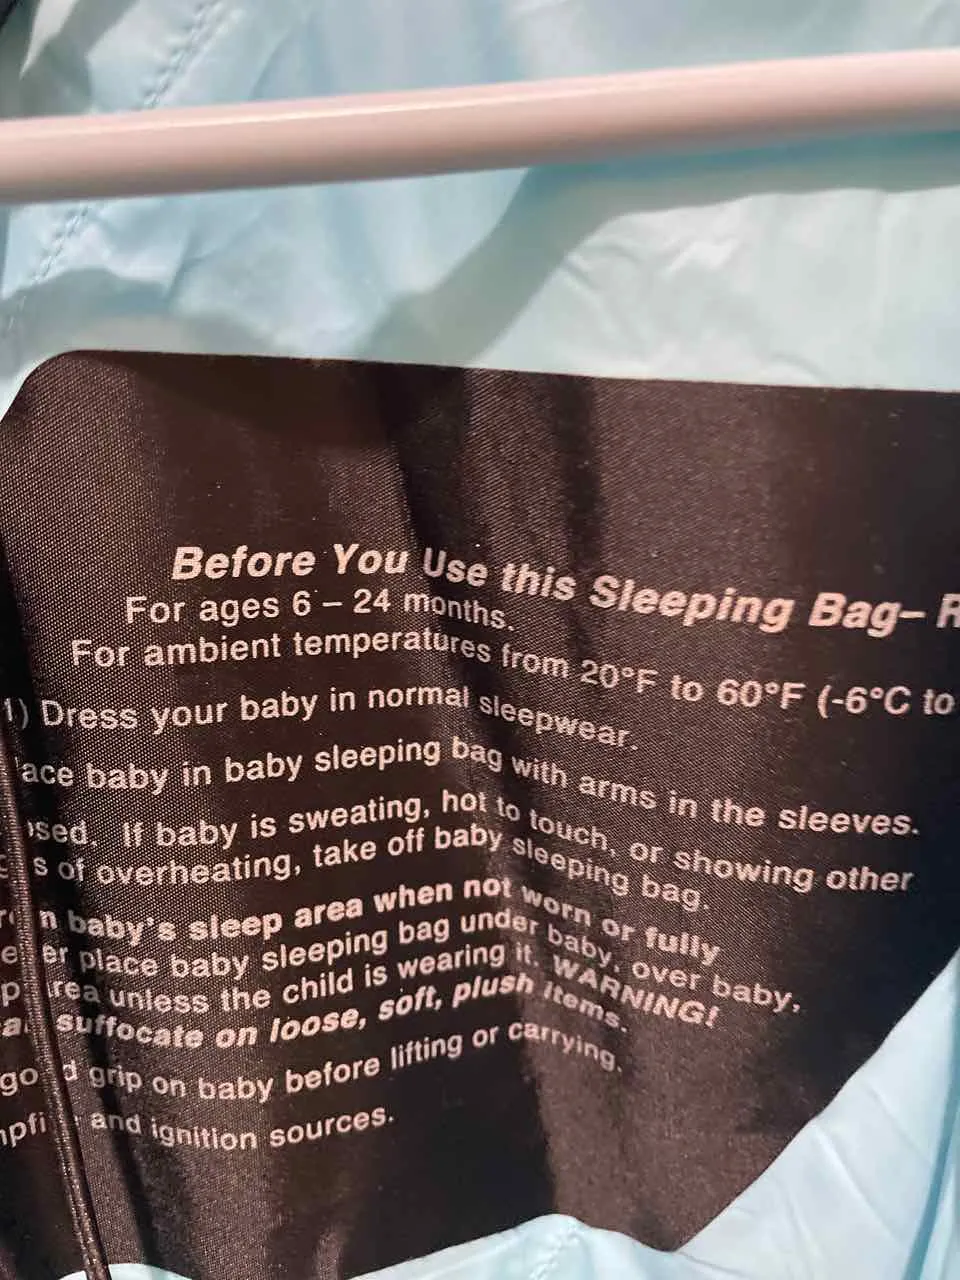 Before You Use this Sleeping Bag–
For ages 6 – 24 months.
For ambient temperatures from 20°F to 60°F (-6°C to
1) Dress your baby in normal sleepwear.
baby in baby sleeping bag with arms in the sleeves.
If baby is sweating, hot to touch, or showing other
of overheating, take off baby sleeping bag.
baby's sleep area when not worn or fully
place baby sleeping bag under baby, over baby,
unless the child is wearing it. WARNING!
suffocate on loose, soft, plush items.
grip on baby before lifting or carrying.
and ignition sources.